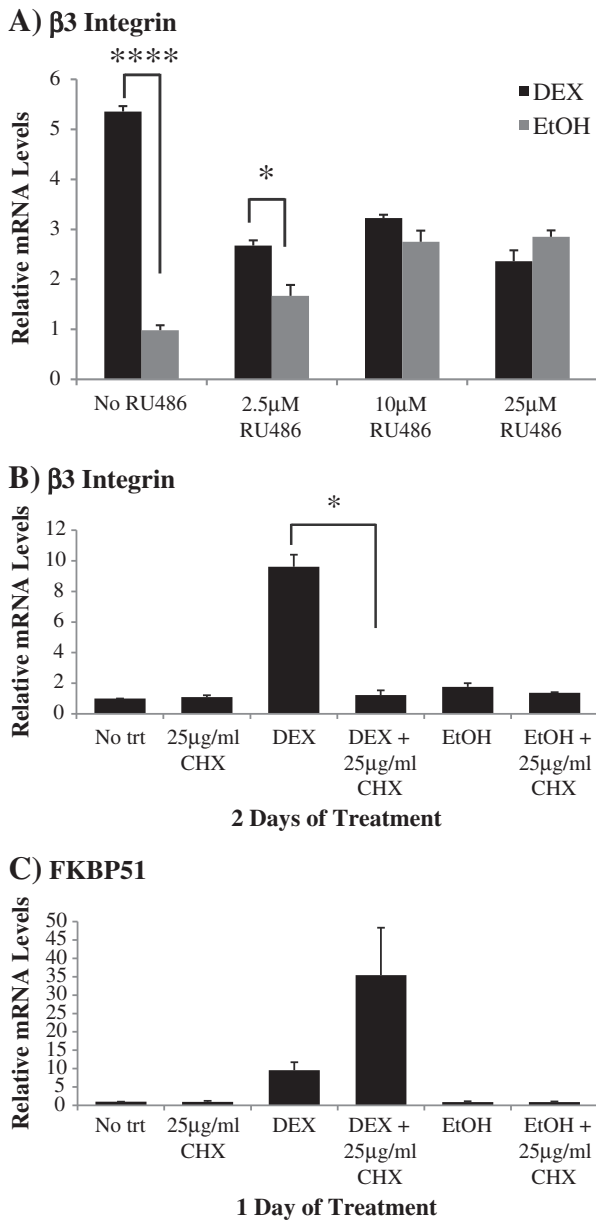 A) β3 Integrin
****
Relative mRNA Levels
6
5
4
3
2
1
0
DEX
EtOH
*
No RU486
2.5µM
RU486
10µM
RU486
25µM
RU486
B) β3 Integrin
*
Relative mRNA Levels
12
10
8
6
4
2
0
No trt
25µg/ml
CHX
DEX
DEX +
25µg/ml
CHX
EtOH
EtOH +
25µg/ml
CHX
2 Days of Treatment
C) FKBP51
Relative mRNA Levels
50
45
40
35
30
25
20
15
10
5
0
No trt
25µg/ml
CHX
DEX
DEX +
25µg/ml
CHX
EtOH
EtOH +
25µg/ml
CHX
1 Day of Treatment